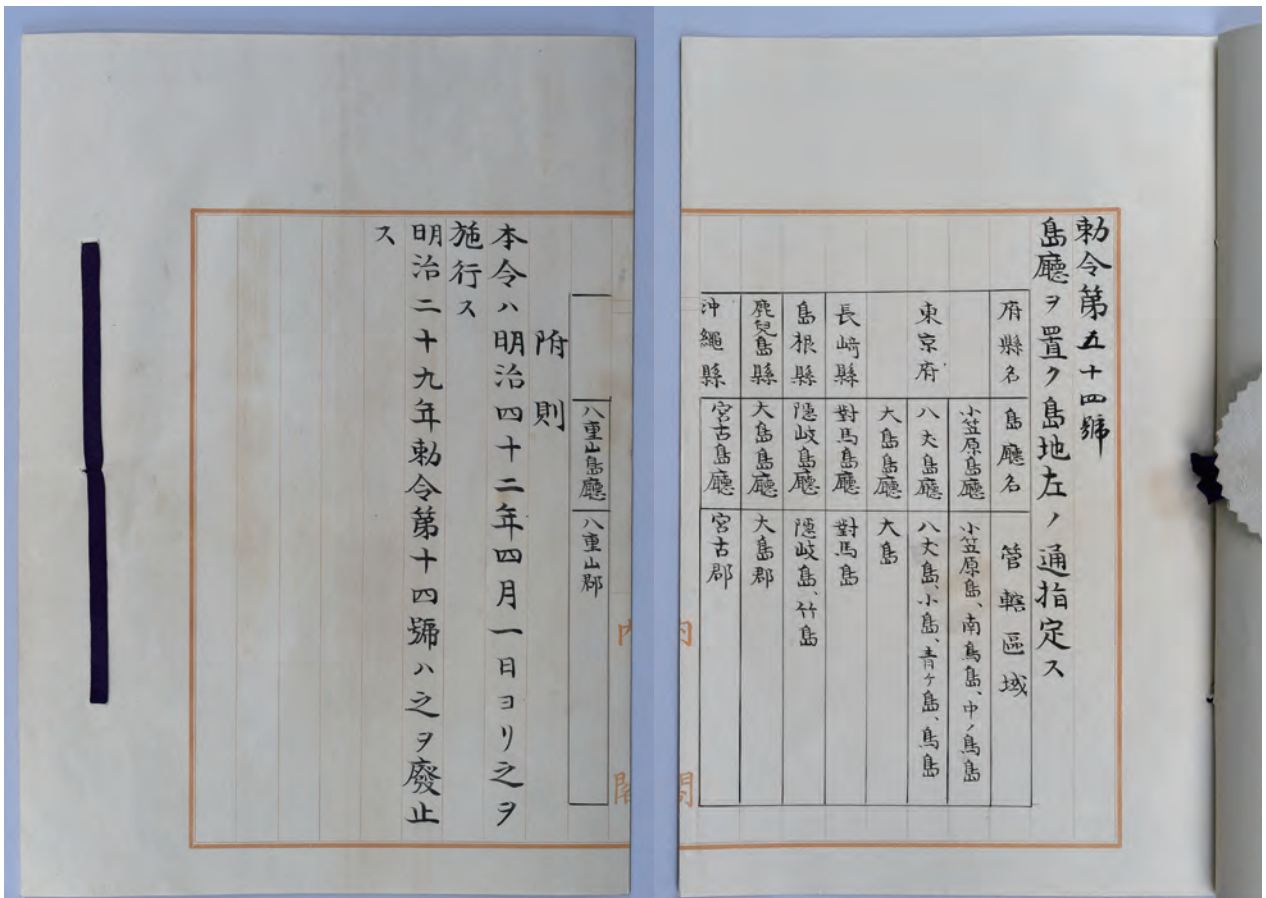 勅令第五十四號
島廳ヲ置ク島地左ノ通指定ス
府縣名 島廳名 管轄區域
小笠原島廳 小笠原島、南鳥島、中ノ鳥島
東京府 八丈島廳 八丈島、小島、青ヶ島、鳥島
大島島廳 大島
長崎縣 對馬島廳 對馬島
島根縣 隱岐島廳 隱岐島、竹島
鹿兒島縣 大島島廳 大島郡
沖繩縣 宮古島廳 宮古郡
內閣
八重山島廳 八重山郡
附則
本令ハ明治四十二年四月一日ヨリ之ヲ
施行ス
明治二十九年勅令第十四號ハ之ヲ廢止
ス